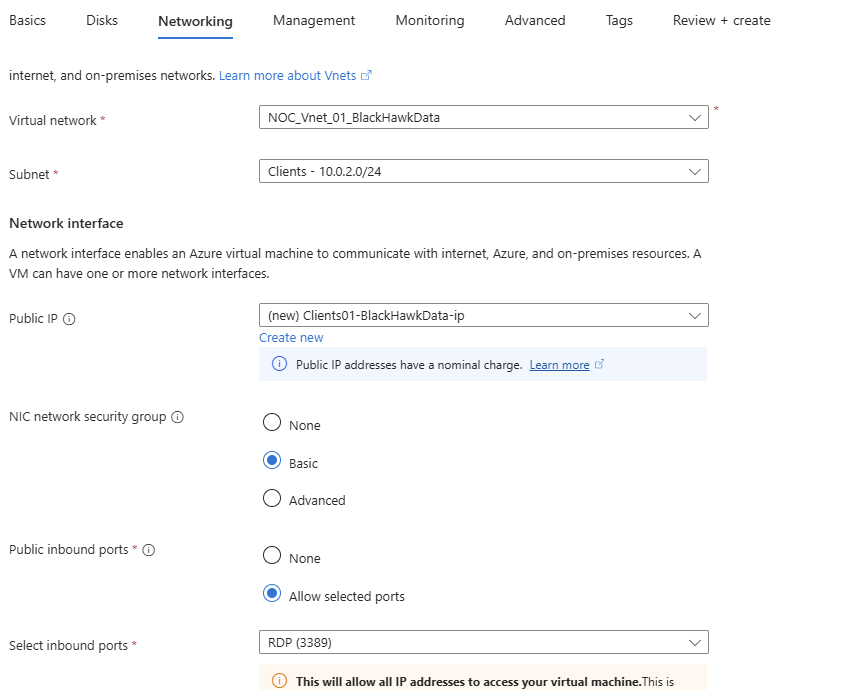 Basics Disks Networking Management Monitoring Advanced Tags Review + create
internet, and on-premises networks. Learn more about Vnets
Virtual network *
NOC_Vnet_01_BlackHawkData
*
Subnet *
Clients - 10.0.2.0/24
Network interface
A network interface enables an Azure virtual machine to communicate with internet, Azure, and on-premises resources. A
VM can have one or more network interfaces.
Public IP
(new) Clients01-BlackHawkData-ip
Create new
Public IP addresses have a nominal charge. Learn more
NIC network security group
None
Basic
Advanced
Public inbound ports *
None
Allow selected ports
Select inbound ports *
RDP (3389)
This will allow all IP addresses to access your virtual machine.This is